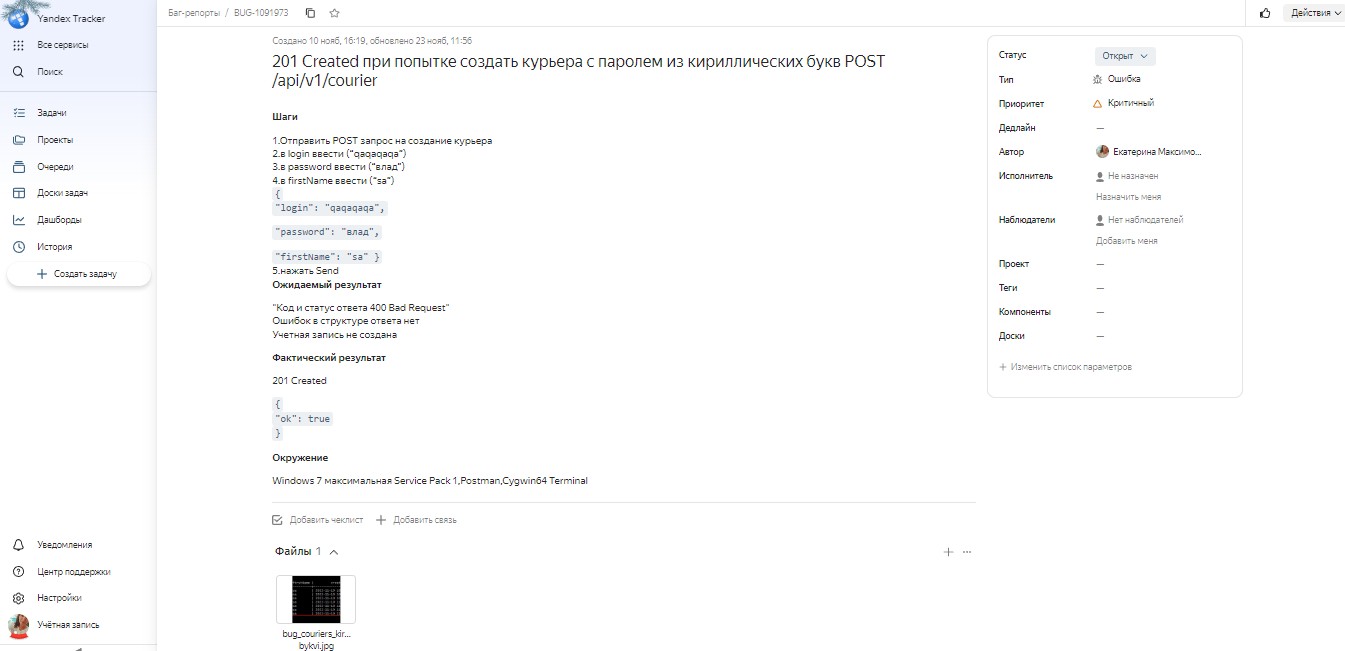 Yandex Tracker
Все сервисы
Поиск
Задачи
Проекты
Очереди
Доски задач
Дашборды
История
Создать задачу
Уведомления
Центр поддержки
Настройки
Учётная запись
Баг-репорты / BUG-1091973
Действия
Создано 10 нояб, 16:19, обновлено 23 нояб, 11:56
201 Created при попытке создать курьера с паролем из кириллических букв POST
/api/v1/courier
Шаги
1.Отправить POST запрос на создание курьера
2.в login ввести ("qaqaqaqa")
3.в password ввести ("влад")
4.в firstName ввести ("sa")
{
"login": "qaqaqaqa",
"password": "влад",
"firstName": "sa" }
5.нажать Send
Ожидаемый результат
"Код и статус ответа 400 Bad Request"
Ошибок в структуре ответа нет
Учетная запись не создана
Фактический результат
201 Created
{
"ok": true
}
Окружение
Windows 7 максимальная Service Pack 1,Postman,Cygwin64 Terminal
Добавить чеклист
Добавить связь
Файлы 1
bug_couriers_kir...
bykvi.jpg
Статус Открыт
Тип Ошибка
Приоритет Критичный
Дедлайн —
Автор Екатерина Максимо...
Исполнитель Не назначен
Назначить меня
Наблюдатели Нет наблюдателей
Добавить меня
Проект —
Теги —
Компоненты —
Доски —
Изменить список параметров